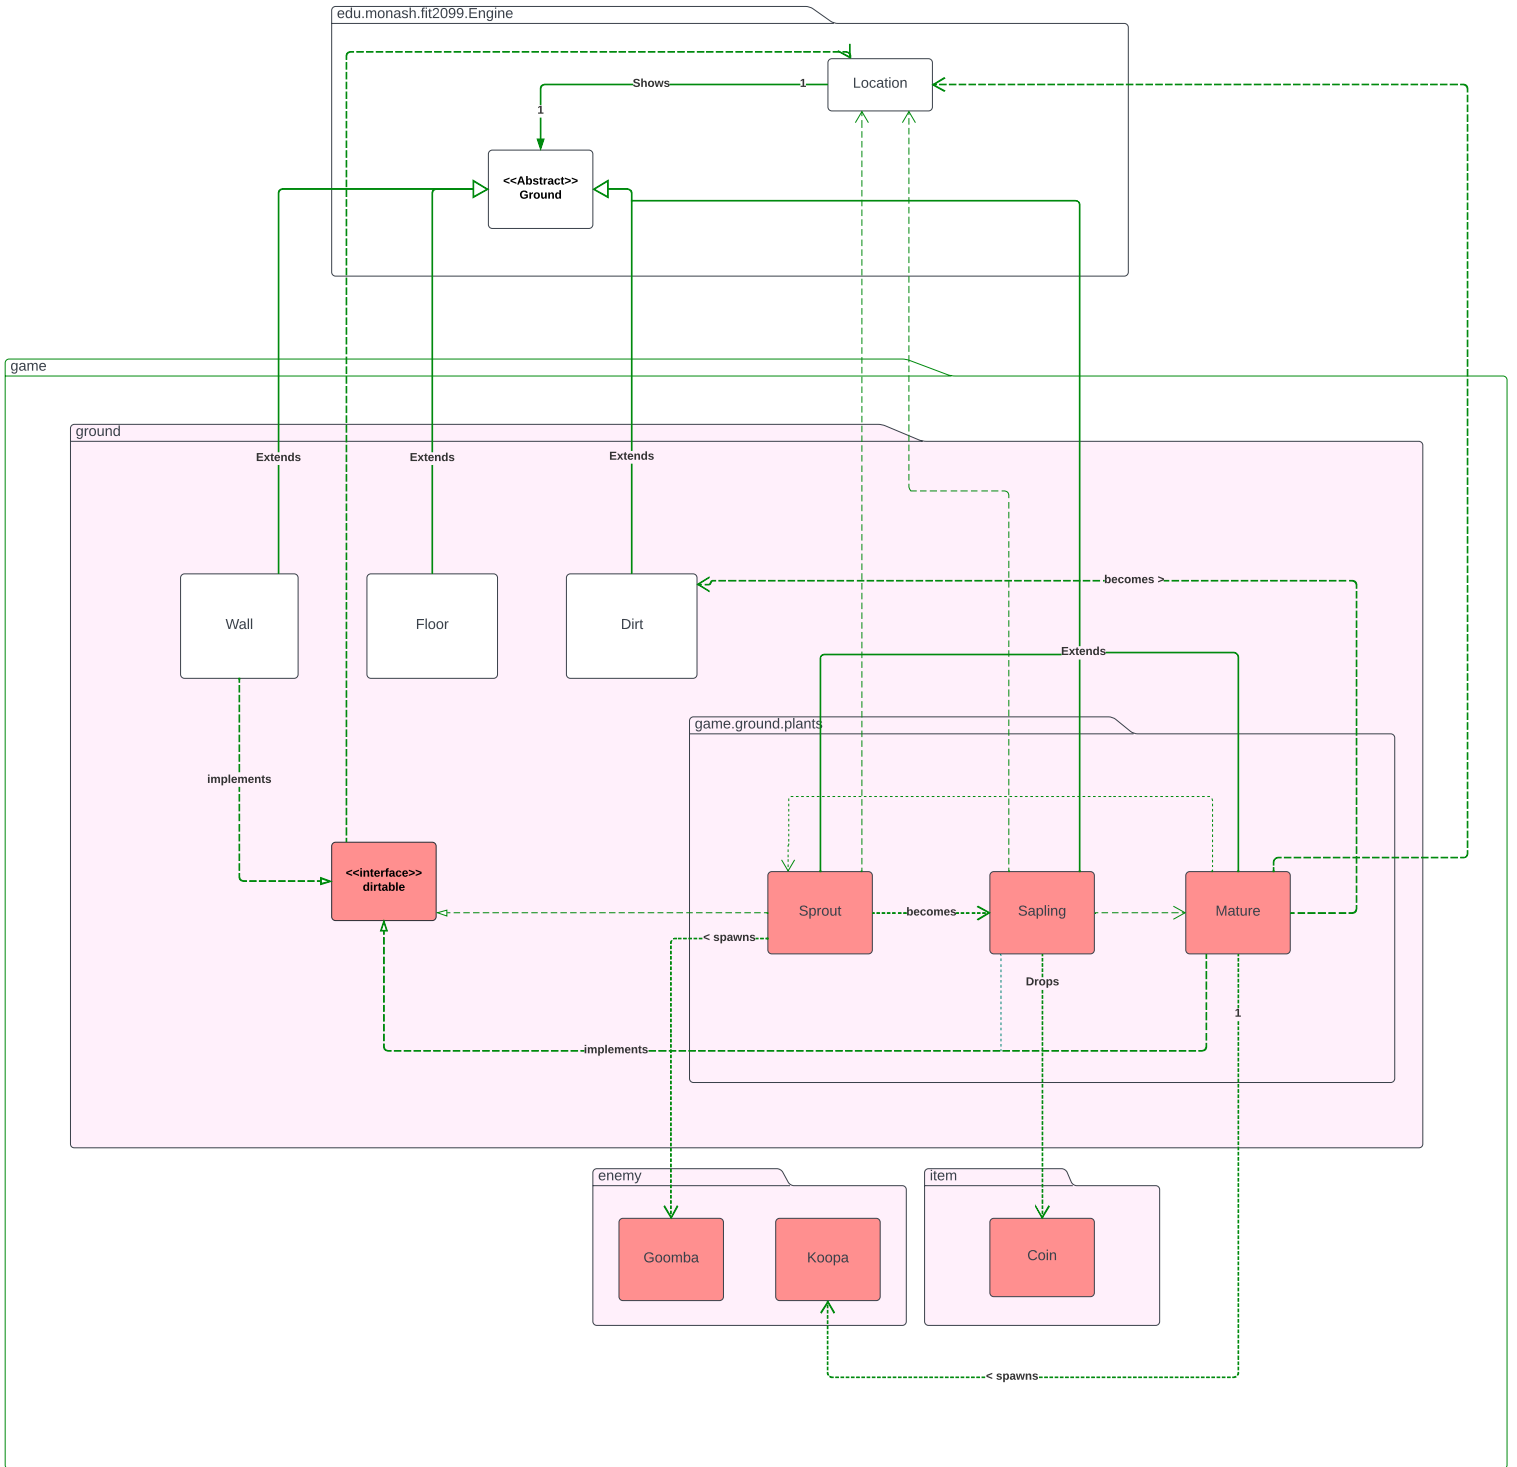 edu.monash.fit2099.Engine
Location
Shows
1
1
<<Abstract>>
Ground
game
ground
Extends
Extends
Extends
becomes >
Wall
Floor
Dirt
Extends
game.ground.plants
implements
<<interface>>
dirtable
Sprout
becomes
Sapling
Mature
< spawns
Drops
1
implements
enemy
item
Goomba
Koopa
Coin
< spawns